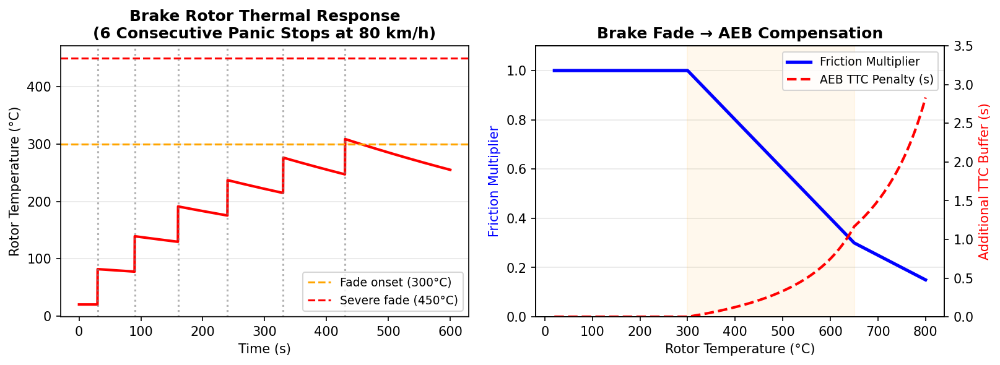 Brake Rotor Thermal Response
(6 Consecutive Panic Stops at 80 km/h)
Rotor Temperature (°C)
400
300
200
100
0
Fade onset (300°C)
Severe fade (450°C)
0 100 200 300 400 500 600
Time (s)
Brake Fade → AEB Compensation
Friction Multiplier
1.0
0.8
0.6
0.4
0.2
0.0
Friction Multiplier
AEB TTC Penalty (s)
3.5
3.0
2.5
2.0
1.5
1.0
0.5
0.0
Additional TTC Buffer (s)
0 100 200 300 400 500 600 700 800
Rotor Temperature (°C)